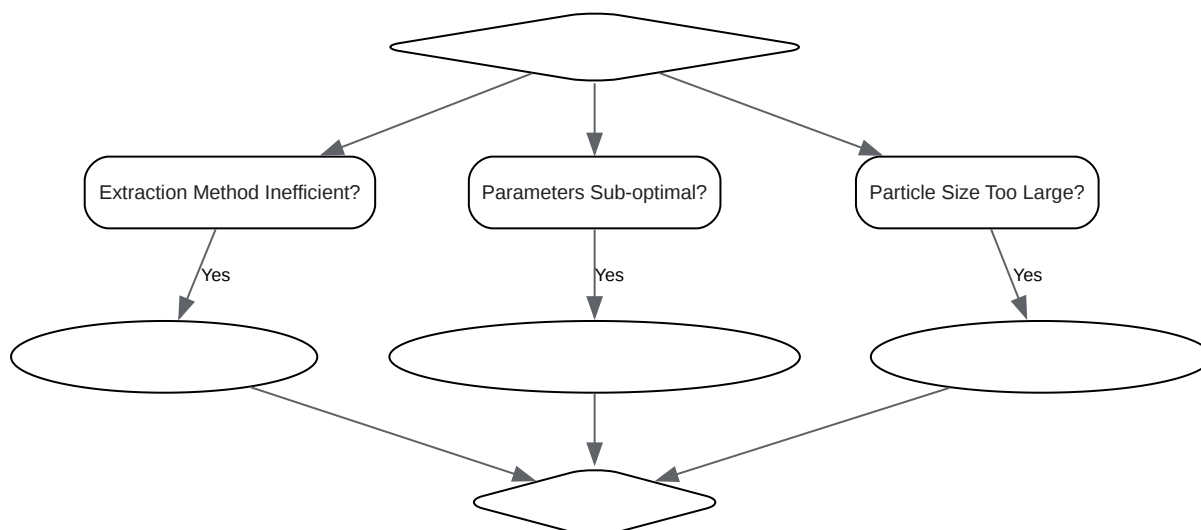 Extraction Method Inefficient?
Parameters Sub-optimal?
Particle Size Too Large?
Yes
Yes
Yes